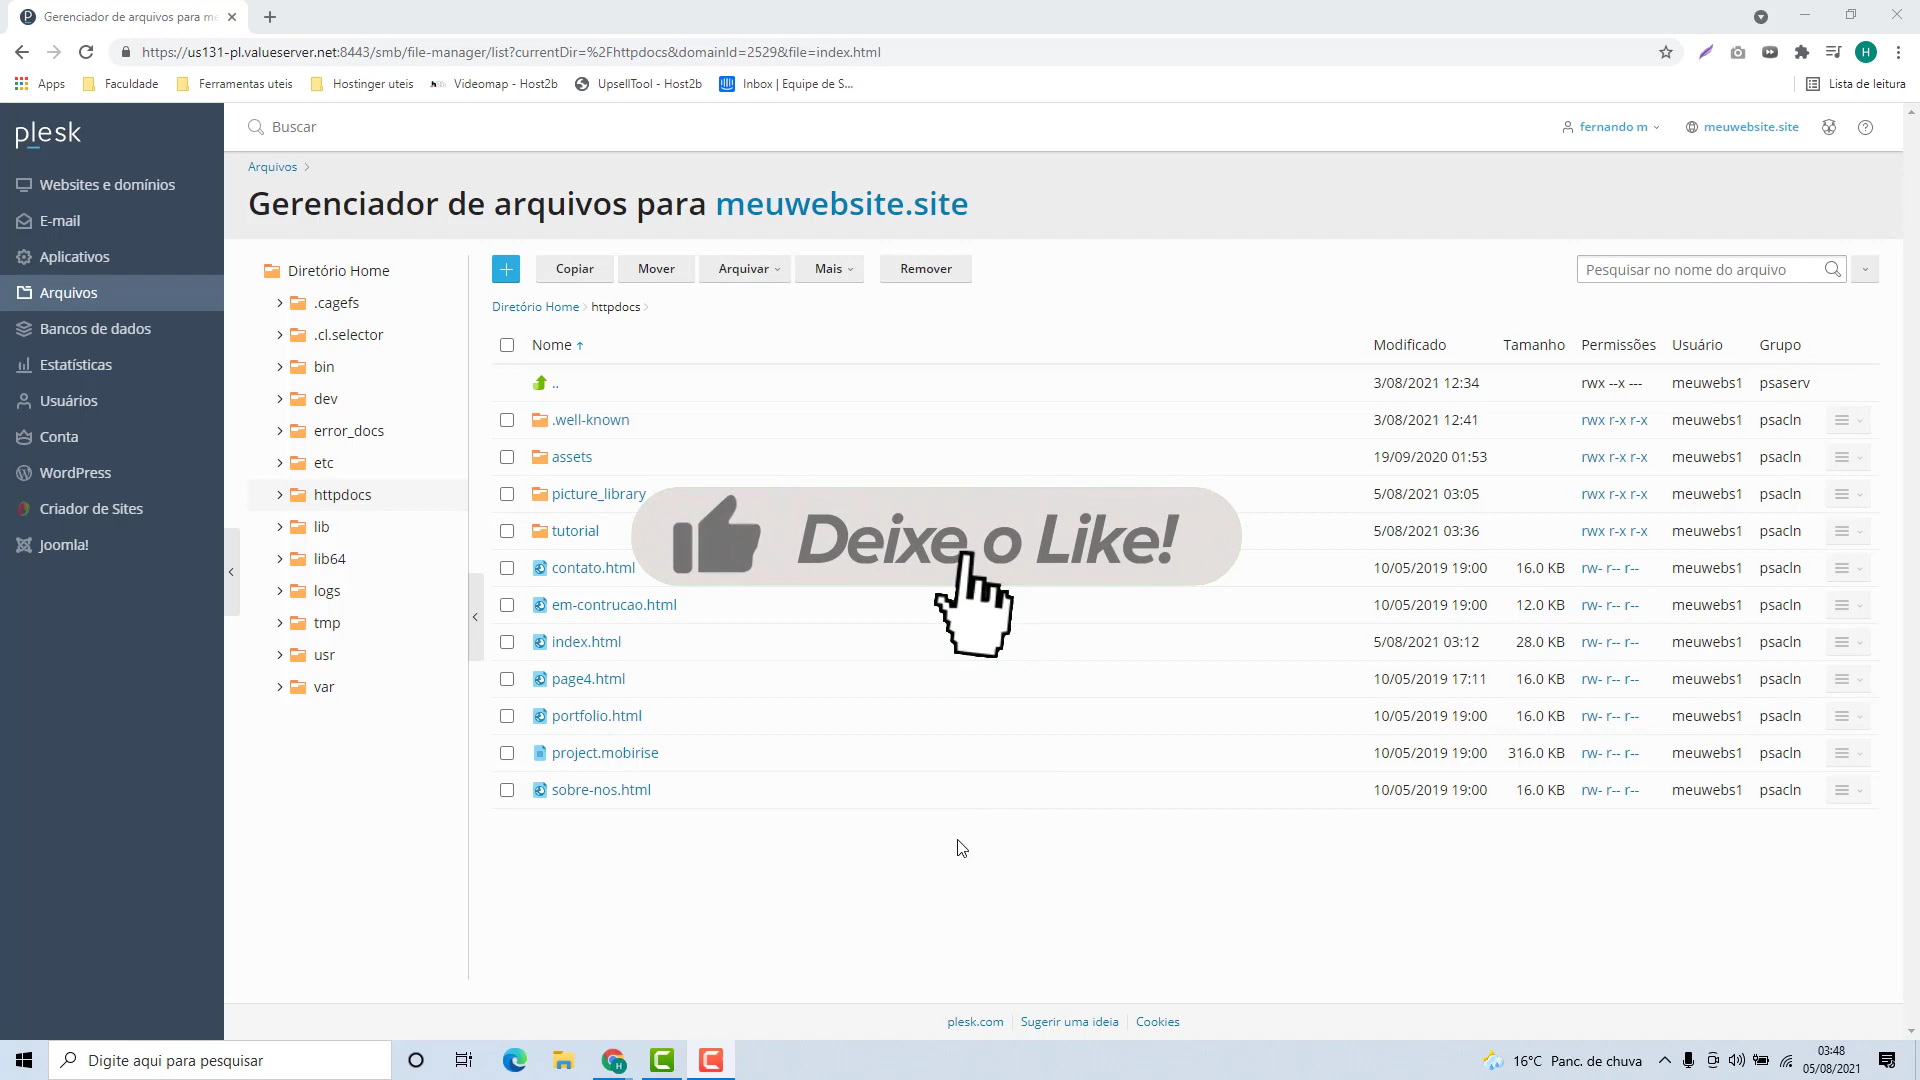 Gerenciador de arquivos para me
https://us131-pl.valueserver.net:8443/smb/file-manager/list?currentDir=%2Fhttpdocs&domainId=2529&file=index.html
H
Apps Faculdade Ferramentas uteis Hostinger uteis Videomap - Host2b UpsellTool - Host2b Inbox | Equipe de S... Lista de leitura
plesk
Buscar
fernando m meuwebsite.site
Websites e domínios
E-mail
Aplicativos
Arquivos
Bancos de dados
Estatísticas
Usuários
Conta
WordPress
Criador de Sites
Joomla!
Arquivos >
Gerenciador de arquivos para meuwebsite.site
Diretório Home
.cagefs
.cl.selector
bin
dev
error_docs
etc
httpdocs
lib
lib64
logs
tmp
usr
var
+ Copiar Mover Arquivar Mais Remover
Pesquisar no nome do arquivo
Diretório Home > httpdocs >
Nome ↑ Modificado Tamanho Permissões Usuário Grupo
.. 3/08/2021 12:34 rwx --x --- meuwebs1 psaserv
.well-known 3/08/2021 12:41 rwx r-x r-x meuwebs1 psacln
assets 19/09/2020 01:53 rwx r-x r-x meuwebs1 psacln
picture_library 5/08/2021 03:05 rwx r-x r-x meuwebs1 psacln
tutorial 5/08/2021 03:36 rwx r-x r-x meuwebs1 psacln
Deixe o Like!
contato.html 10/05/2019 19:00 16.0 KB rw- r-- r-- meuwebs1 psacln
em-contrucao.html 10/05/2019 19:00 12.0 KB rw- r-- r-- meuwebs1 psacln
index.html 5/08/2021 03:12 28.0 KB rw- r-- r-- meuwebs1 psacln
page4.html 10/05/2019 17:11 16.0 KB rw- r-- r-- meuwebs1 psacln
portfolio.html 10/05/2019 19:00 16.0 KB rw- r-- r-- meuwebs1 psacln
project.mobirise 10/05/2019 19:00 316.0 KB rw- r-- r-- meuwebs1 psacln
sobre-nos.html 10/05/2019 19:00 16.0 KB rw- r-- r-- meuwebs1 psacln
plesk.com Sugerir uma ideia Cookies
Digite aqui para pesquisar
16°C Panc. de chuva
03:48
05/08/2021